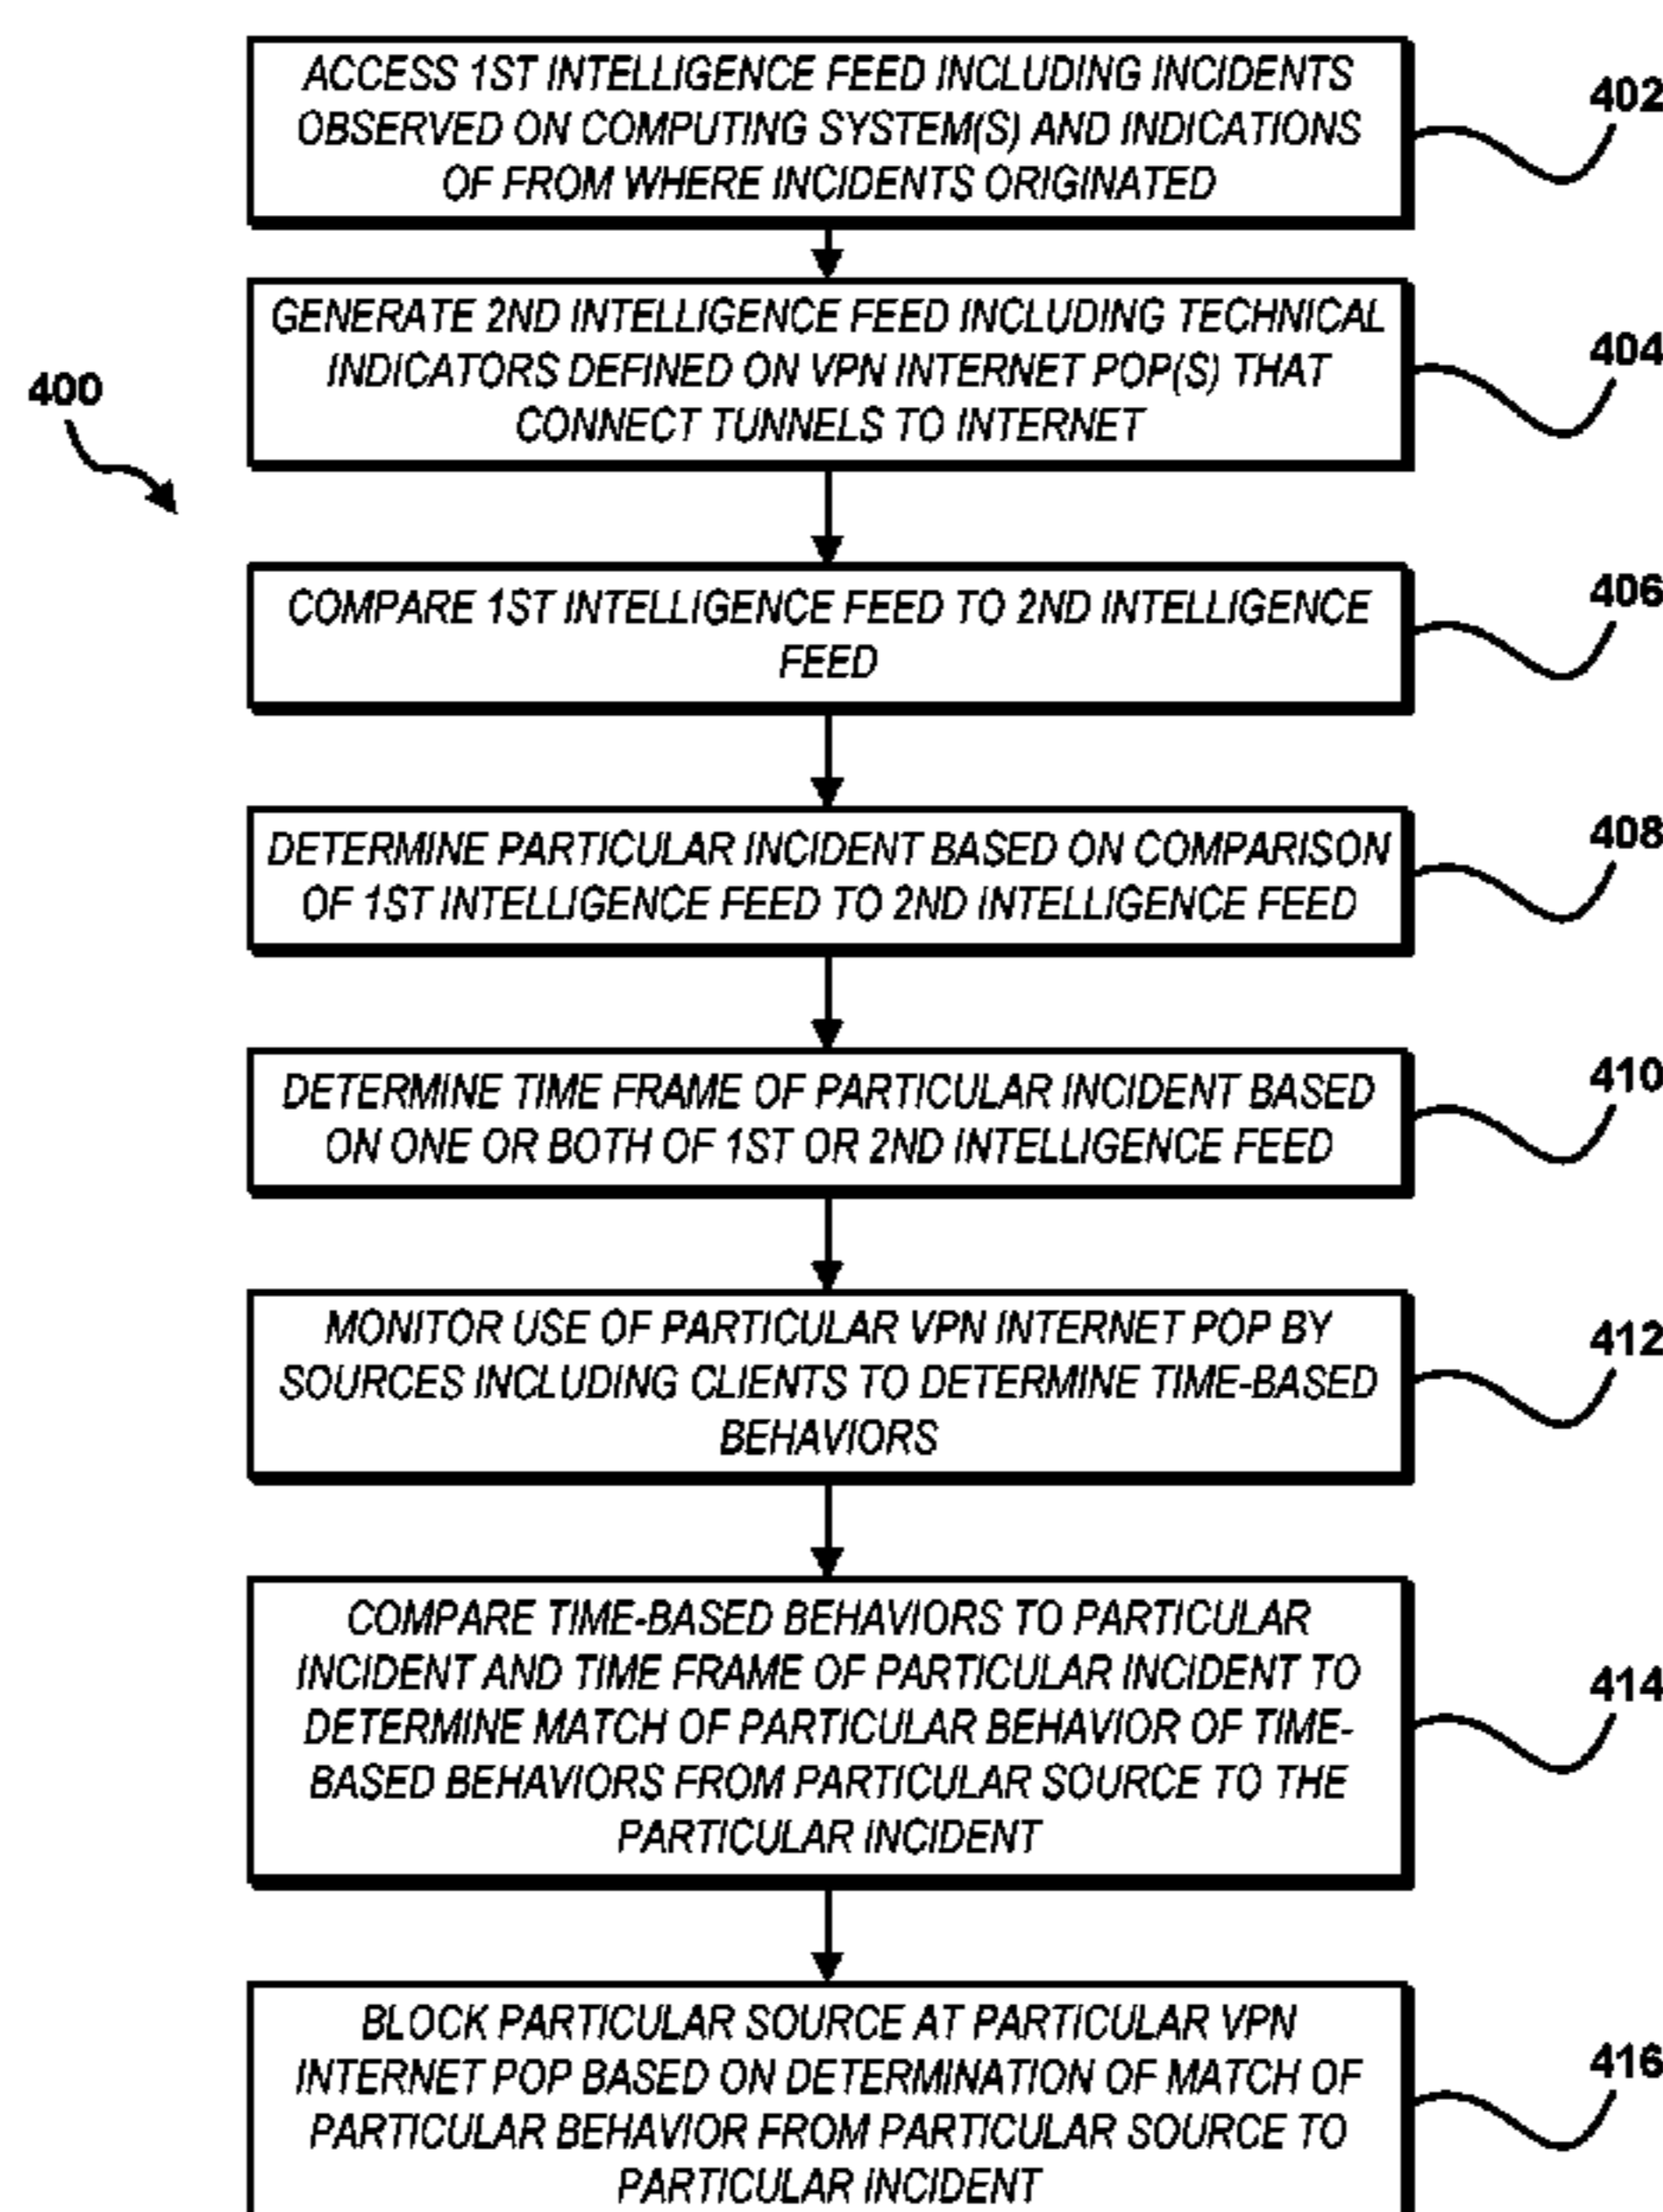 ACCESS 1ST INTELLIGENCE FEED INCLUDING INCIDENTS
OBSERVED ON COMPUTING SYSTEM(S) AND INDICATIONS
OF FROM WHERE INCIDENTS ORIGINATED
402
GENERATE 2ND INTELLIGENCE FEED INCLUDING TECHNICAL
INDICATORS DEFINED ON VPN INTERNET POP(S) THAT
CONNECT TUNNELS TO INTERNET
404
400
COMPARE 1ST INTELLIGENCE FEED TO 2ND INTELLIGENCE
FEED
406
DETERMINE PARTICULAR INCIDENT BASED ON COMPARISON
OF 1ST INTELLIGENCE FEED TO 2ND INTELLIGENCE FEED
408
DETERMINE TIME FRAME OF PARTICULAR INCIDENT BASED
ON ONE OR BOTH OF 1ST OR 2ND INTELLIGENCE FEED
410
MONITOR USE OF PARTICULAR VPN INTERNET POP BY
SOURCES INCLUDING CLIENTS TO DETERMINE TIME-BASED
BEHAVIORS
412
COMPARE TIME-BASED BEHAVIORS TO PARTICULAR
INCIDENT AND TIME FRAME OF PARTICULAR INCIDENT TO
DETERMINE MATCH OF PARTICULAR BEHAVIOR OF TIME-
BASED BEHAVIORS FROM PARTICULAR SOURCE TO THE
PARTICULAR INCIDENT
414
BLOCK PARTICULAR SOURCE AT PARTICULAR VPN
INTERNET POP BASED ON DETERMINATION OF MATCH OF
PARTICULAR BEHAVIOR FROM PARTICULAR SOURCE TO
PARTICULAR INCIDENT
416